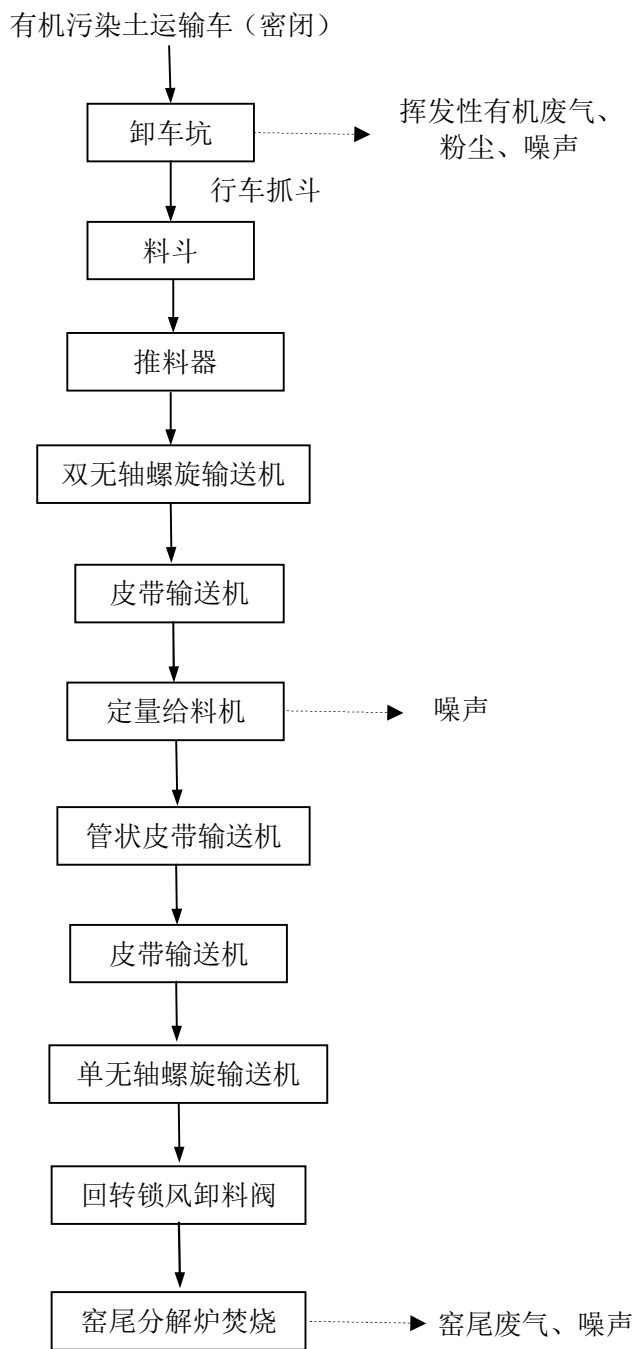 有机污染土运输车（密闭）
卸车坑
挥发性有机废气、
粉尘、噪声
行车抓斗
料斗
推料器
双无轴螺旋输送机
皮带输送机
定量给料机
噪声
管状皮带输送机
皮带输送机
单无轴螺旋输送机
回转锁风卸料阀
窑尾分解炉焚烧
窑尾废气、噪声